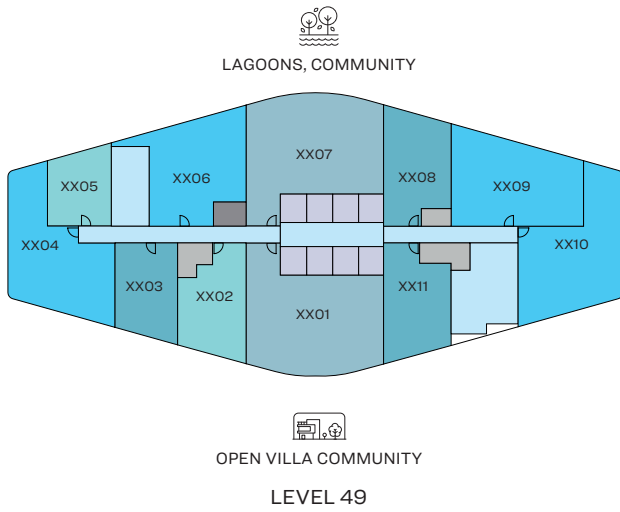 LAGOONS, COMMUNITY
XX07
XX05
XX06
XX08
XX09
XX04
XX10
XX03
XX02
XX11
XX01
OPEN VILLA COMMUNITY
LEVEL 49